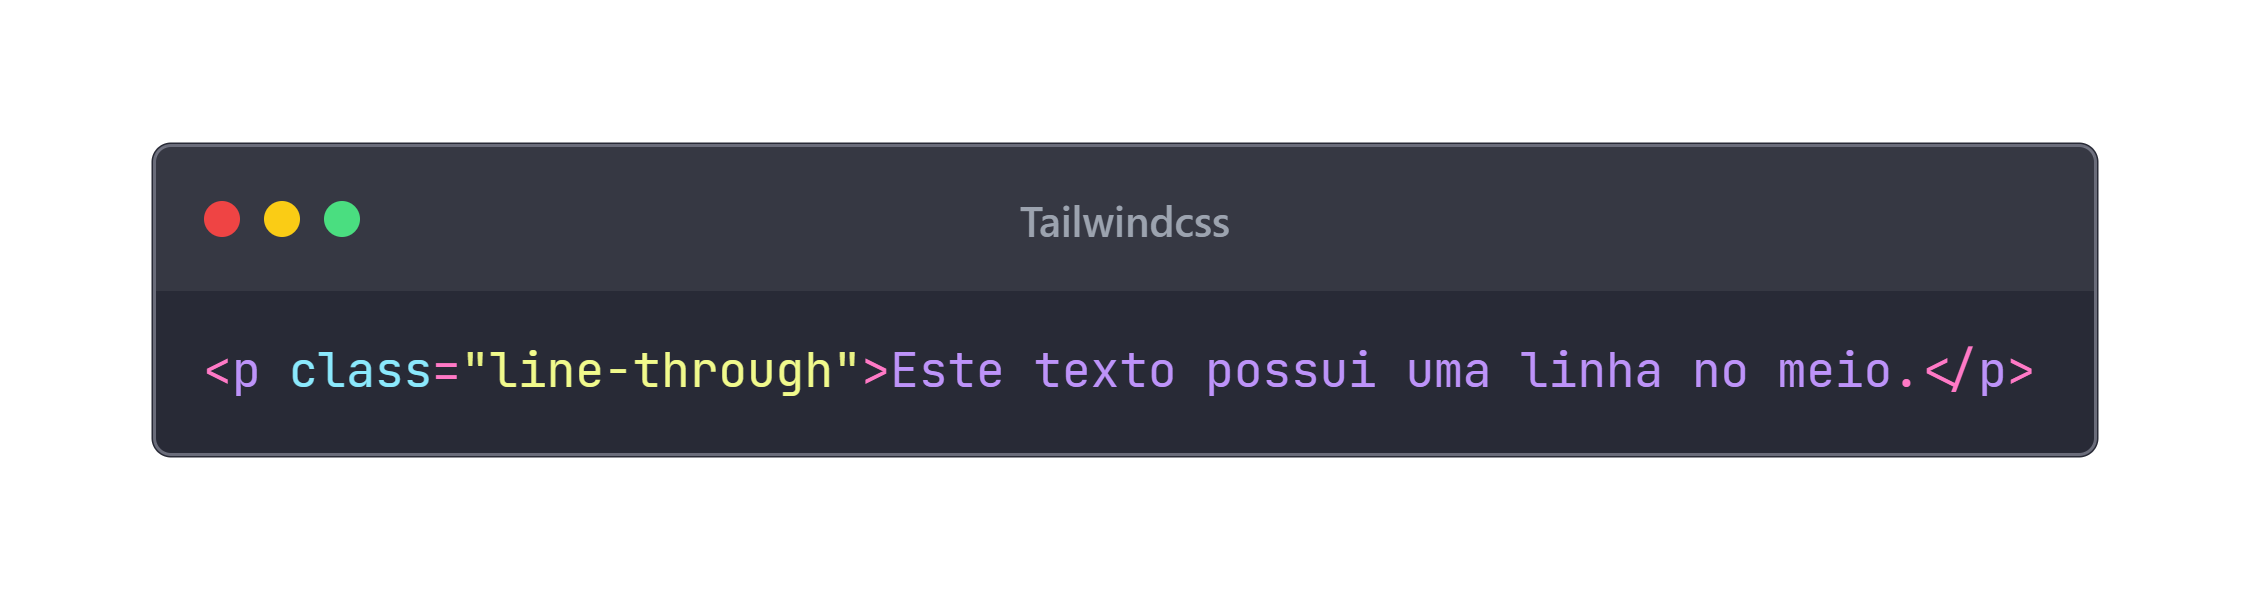 Tailwindcss
<p class="line-through">Este texto possui uma linha no meio.</p>